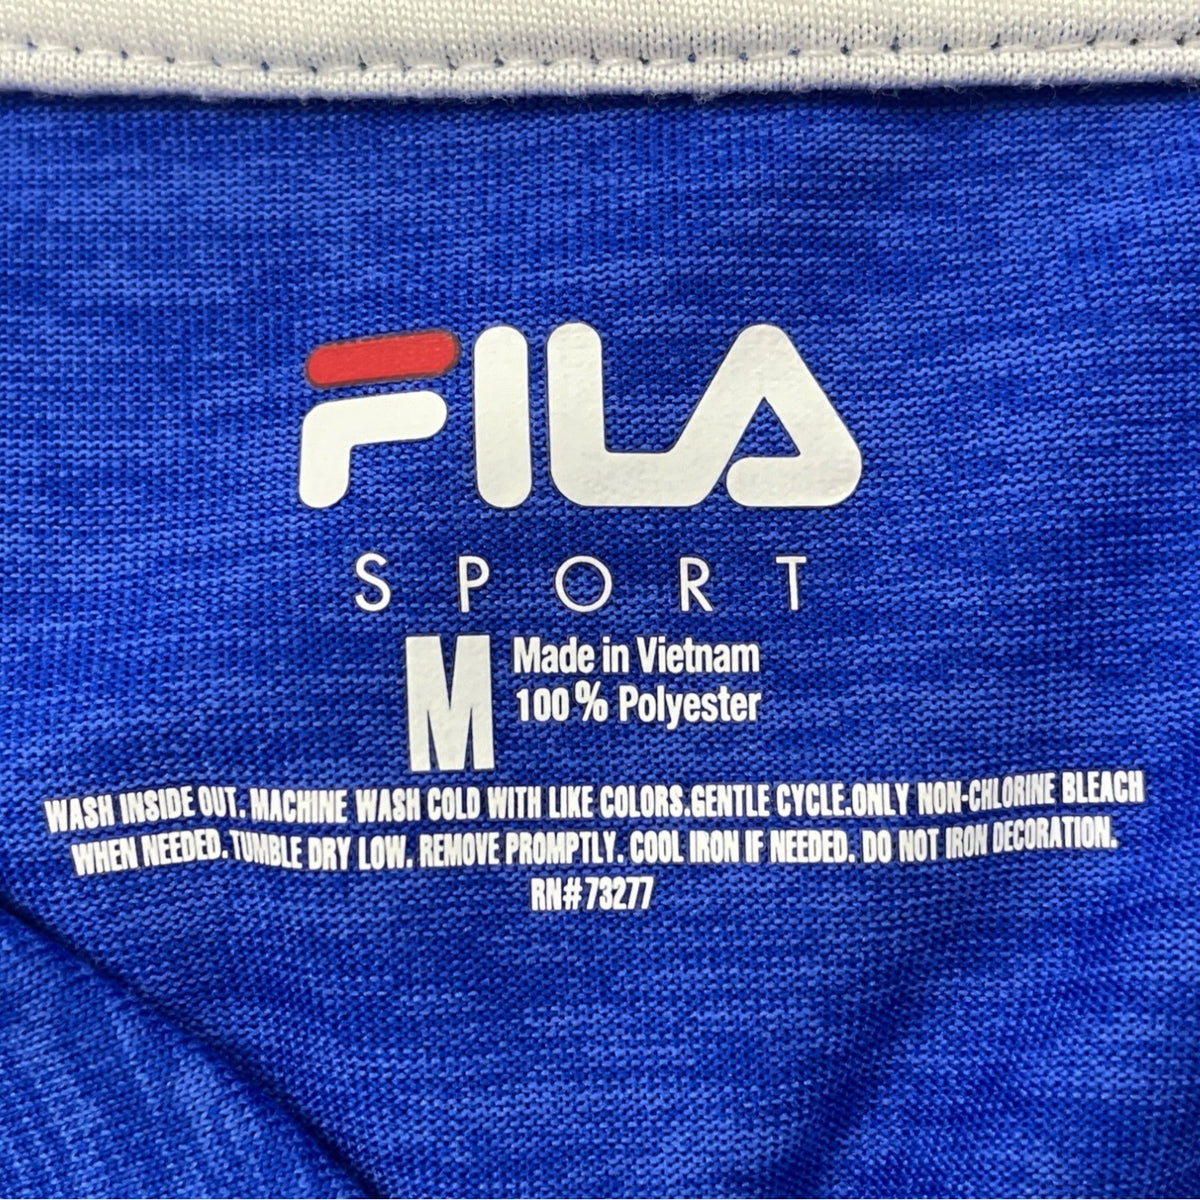 FILA
SPORT
M
Made in Vietnam
100% Polyester
WASH INSIDE OUT. MACHINE WASH COLD WITH LIKE COLORS.GENTLE CYCLE.ONLY NON-CHLORINE BLEACH
WHEN NEEDED. TUMBLE DRY LOW. REMOVE PROMPTLY. COOL IRON IF NEEDED. DO NOT IRON DECORATION.
RN#73277